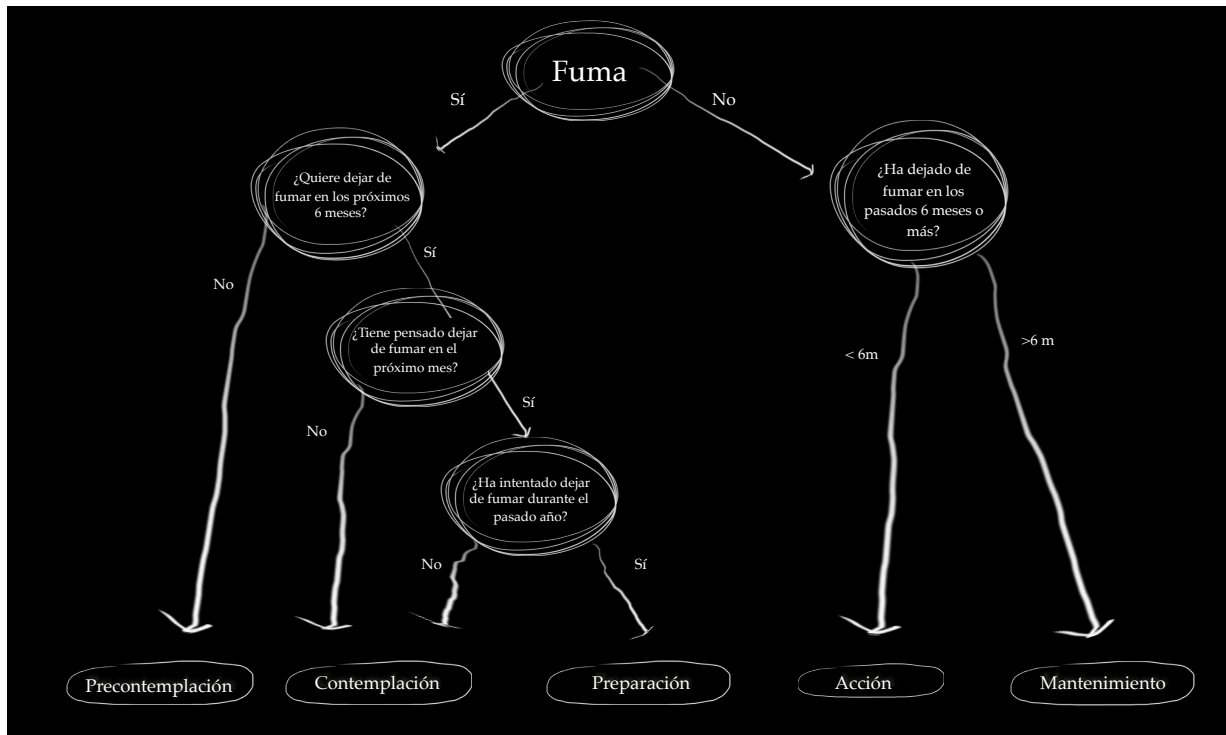 Fuma
Sí
No
¿Quiere dejar de
fumar en los próximos
6 meses?
¿Ha dejado de
fumar en los
pasados 6 meses o
más?
No
Sí
¿Tiene pensado dejar
de fumar en el
próximo mes?
< 6m
>6 m
No
Sí
¿Ha intentado dejar
de fumar durante el
pasado año?
No
Sí
Precontemplación
Contemplación
Preparación
Acción
Mantenimiento